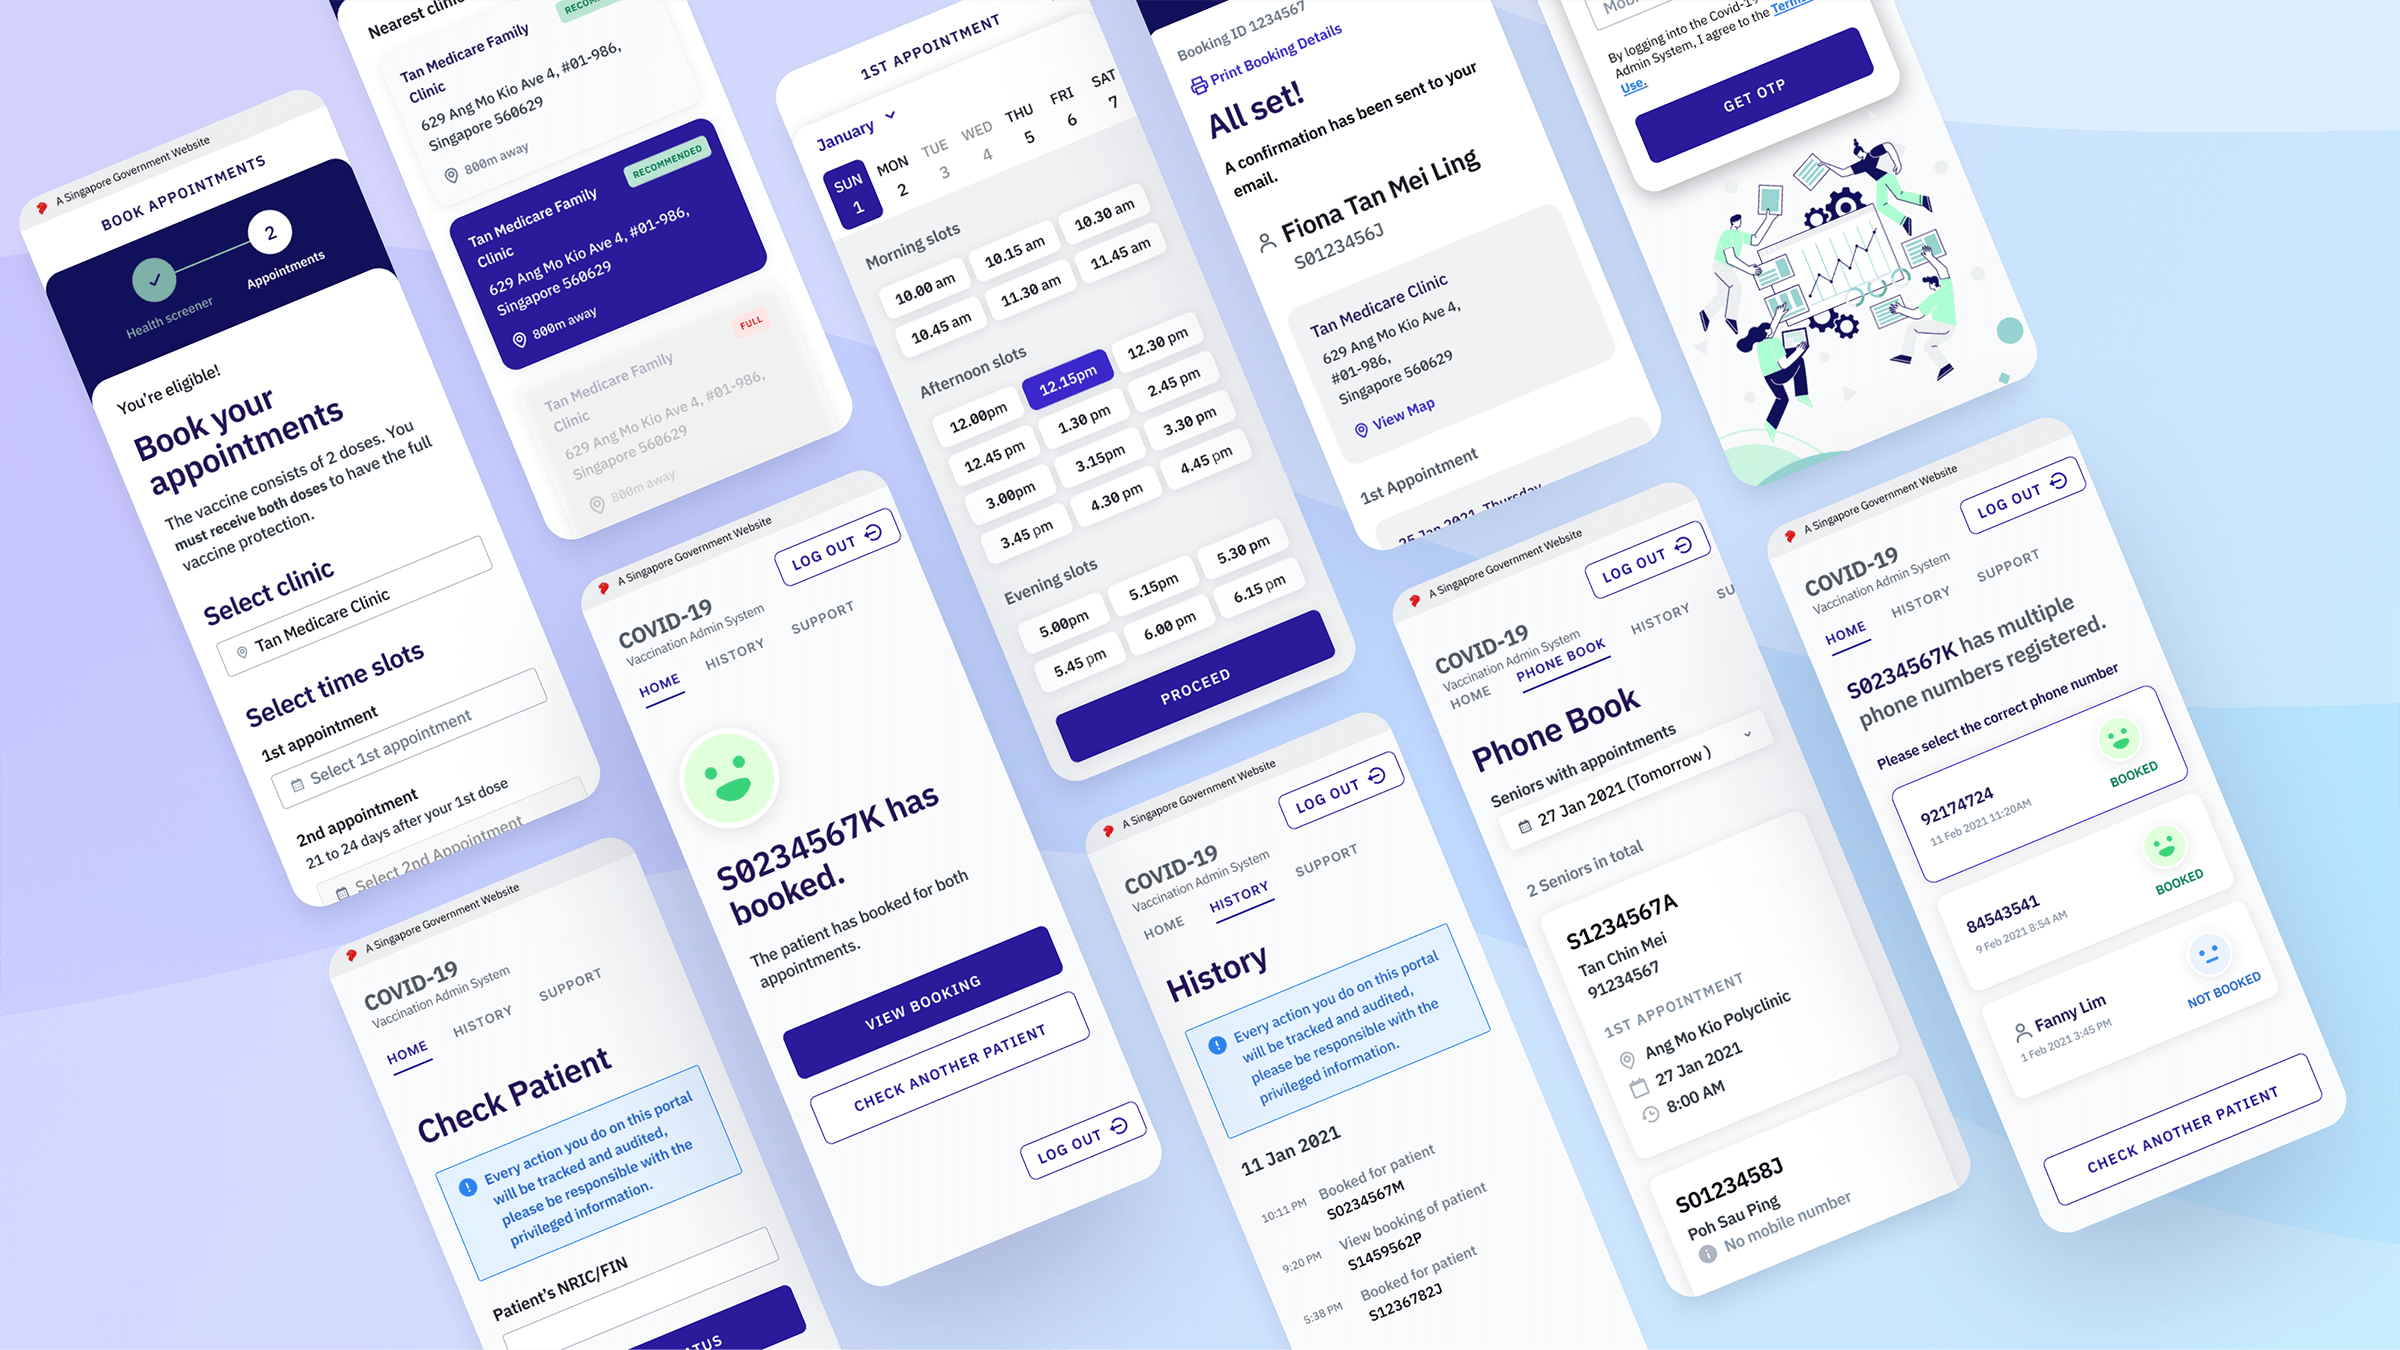 A Singapore Government Website
BOOK APPOINTMENTS
2
Health screener
Appointments
You're eligible!
Book your
appointments
The vaccine consists of 2 doses. You
must receive both doses to have the full
vaccine protection.
Select clinic
Tan Medicare Clinic
Select time slots
1st appointment
Select 1st appointment
2nd appointment
21 to 24 days after your 1st dose
Select 2nd Appointment
Nearest clinic
Tan Medicare Family
Clinic
629 Ang Mo Kio Ave 4, #01-986,
Singapore 560629
800m away
RECOMMENDED
Tan Medicare Family
Clinic
629 Ang Mo Kio Ave 4, #01-986,
Singapore 560629
800m away
FULL
Tan Medicare Family
Clinic
629 Ang Mo Kio Ave 4, #01-986,
Singapore 560629
800m away
1ST APPOINTMENT
January
SUN MON TUE WED THU FRI SAT
1 2 3 4 5 6 7
Morning slots
10.00 am 10.15 am 10.30 am
10.45 am 11.30 am 11.45 am
Afternoon slots
12.00pm 12.15pm 12.30 pm
12.45 pm 1.30 pm 2.45 pm
3.00pm 3.15pm 3.30 pm
3.45 pm 4.30 pm 4.45 pm
Evening slots
5.00pm 5.15pm 5.30 pm
5.45 pm 6.00 pm 6.15 pm
PROCEED
Booking ID 1234567
Print Booking Details
All set!
A confirmation has been sent to your
email.
Fiona Tan Mei Ling
S0123456J
Tan Medicare Clinic
629 Ang Mo Kio Ave 4,
#01-986,
Singapore 560629
View Map
1st Appointment
25 Jan 2021, Thursday
By logging into the Covid-19
Admin System, I agree to the Terms
Use.
GET OTP
A Singapore Government Website
LOG OUT
COVID-19
Vaccination Admin System
HOME HISTORY SUPPORT
Check Patient
Every action you do on this portal
will be tracked and audited,
please be responsible with the
privileged information.
Patient's NRIC/FIN
A Singapore Government Website
COVID-19
Vaccination Admin System
HOME HISTORY SUPPORT
S0234567K has
booked.
The patient has booked for both
appointments.
VIEW BOOKING
CHECK ANOTHER PATIENT
LOG OUT
A Singapore Government Website
LOG OUT
COVID-19
Vaccination Admin System
HOME HISTORY SUPPORT
History
Every action you do on this portal
will be tracked and audited,
please be responsible with the
privileged information.
11 Jan 2021
10:11 PM Booked for patient
S0234567M
9:20 PM View booking of patient
S1459562P
5:38 PM Booked for patient
S1236782J
A Singapore Government Website
LOG OUT
COVID-19
Vaccination Admin System
HOME PHONE BOOK HISTORY SU
Phone Book
Seniors with appointments
27 Jan 2021 (Tomorrow )
2 Seniors in total
S1234567A
Tan Chin Mei
91234567
1ST APPOINTMENT
Ang Mo Kio Polyclinic
27 Jan 2021
8:00 AM
S0123458J
Poh Sau Ping
No mobile number
A Singapore Government Website
LOG OUT
COVID-19
Vaccination Admin System
HOME HISTORY SUPPORT
S0234567K has multiple
phone numbers registered.
Please select the correct phone number
92174724
11 Feb 2021 11:20AM
BOOKED
84543541
9 Feb 2021 8:54 AM
BOOKED
Fanny Lim
1 Feb 2021 3:45 PM
NOT BOOKED
CHECK ANOTHER PATIENT